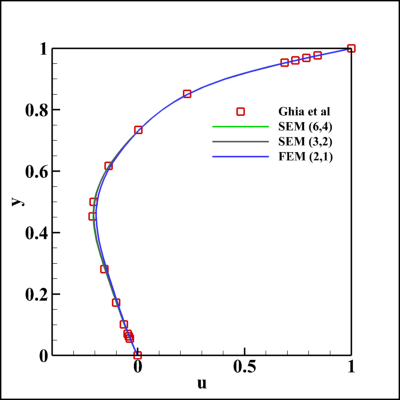 1
0.8
0.6
0.4
0.2
0
y
Ghia et al
SEM (6,4)
SEM (3,2)
FEM (2,1)
0 0.5 1
u